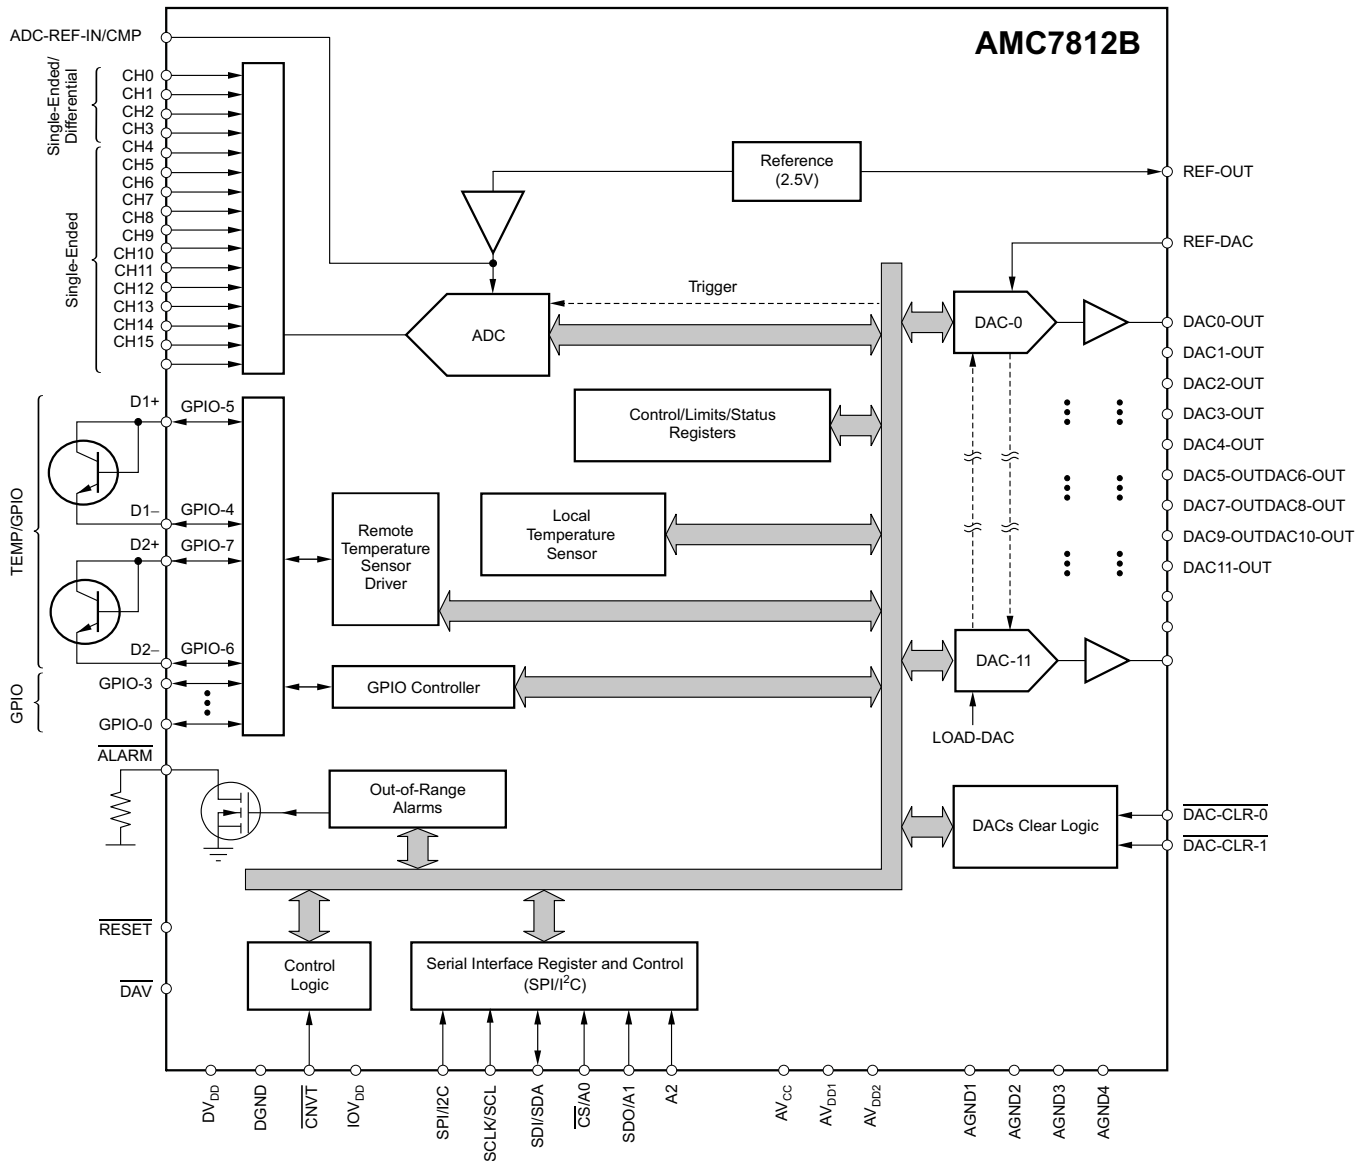 AMC7812B
ADC-REF-IN/CMP
Single-Ended/
Differential
CH0
CH1
CH2
CH3
Single-Ended
CH4
CH5
CH6
CH7
CH8
CH9
CH10
CH11
CH12
CH13
CH14
CH15
Reference
(2.5V)
REF-OUT
REF-DAC
Trigger
ADC
DAC-0
DAC0-OUT
DAC1-OUT
DAC2-OUT
DAC3-OUT
DAC4-OUT
DAC5-OUTDAC6-OUT
DAC7-OUTDAC8-OUT
DAC9-OUTDAC10-OUT
DAC11-OUT
Control/Limits/Status
Registers
TEMP/GPIO
D1+
GPIO-5
D1–
GPIO-4
D2+
GPIO-7
D2–
GPIO-6
Remote
Temperature
Sensor
Driver
Local
Temperature
Sensor
GPIO
GPIO-3
GPIO-0
GPIO Controller
DAC-11
LOAD-DAC
ALARM
Out-of-Range
Alarms
DACs Clear Logic
DAC-CLR-0
DAC-CLR-1
RESET
DAV
Control
Logic
Serial Interface Register and Control
(SPI/I²C)
DVDD
DGND
CNVT
IOVDD
SPI/I2C
SCLK/SCL
SDI/SDA
CS/A0
SDO/A1
A2
AVCC
AVDD1
AVDD2
AGND1
AGND2
AGND3
AGND4